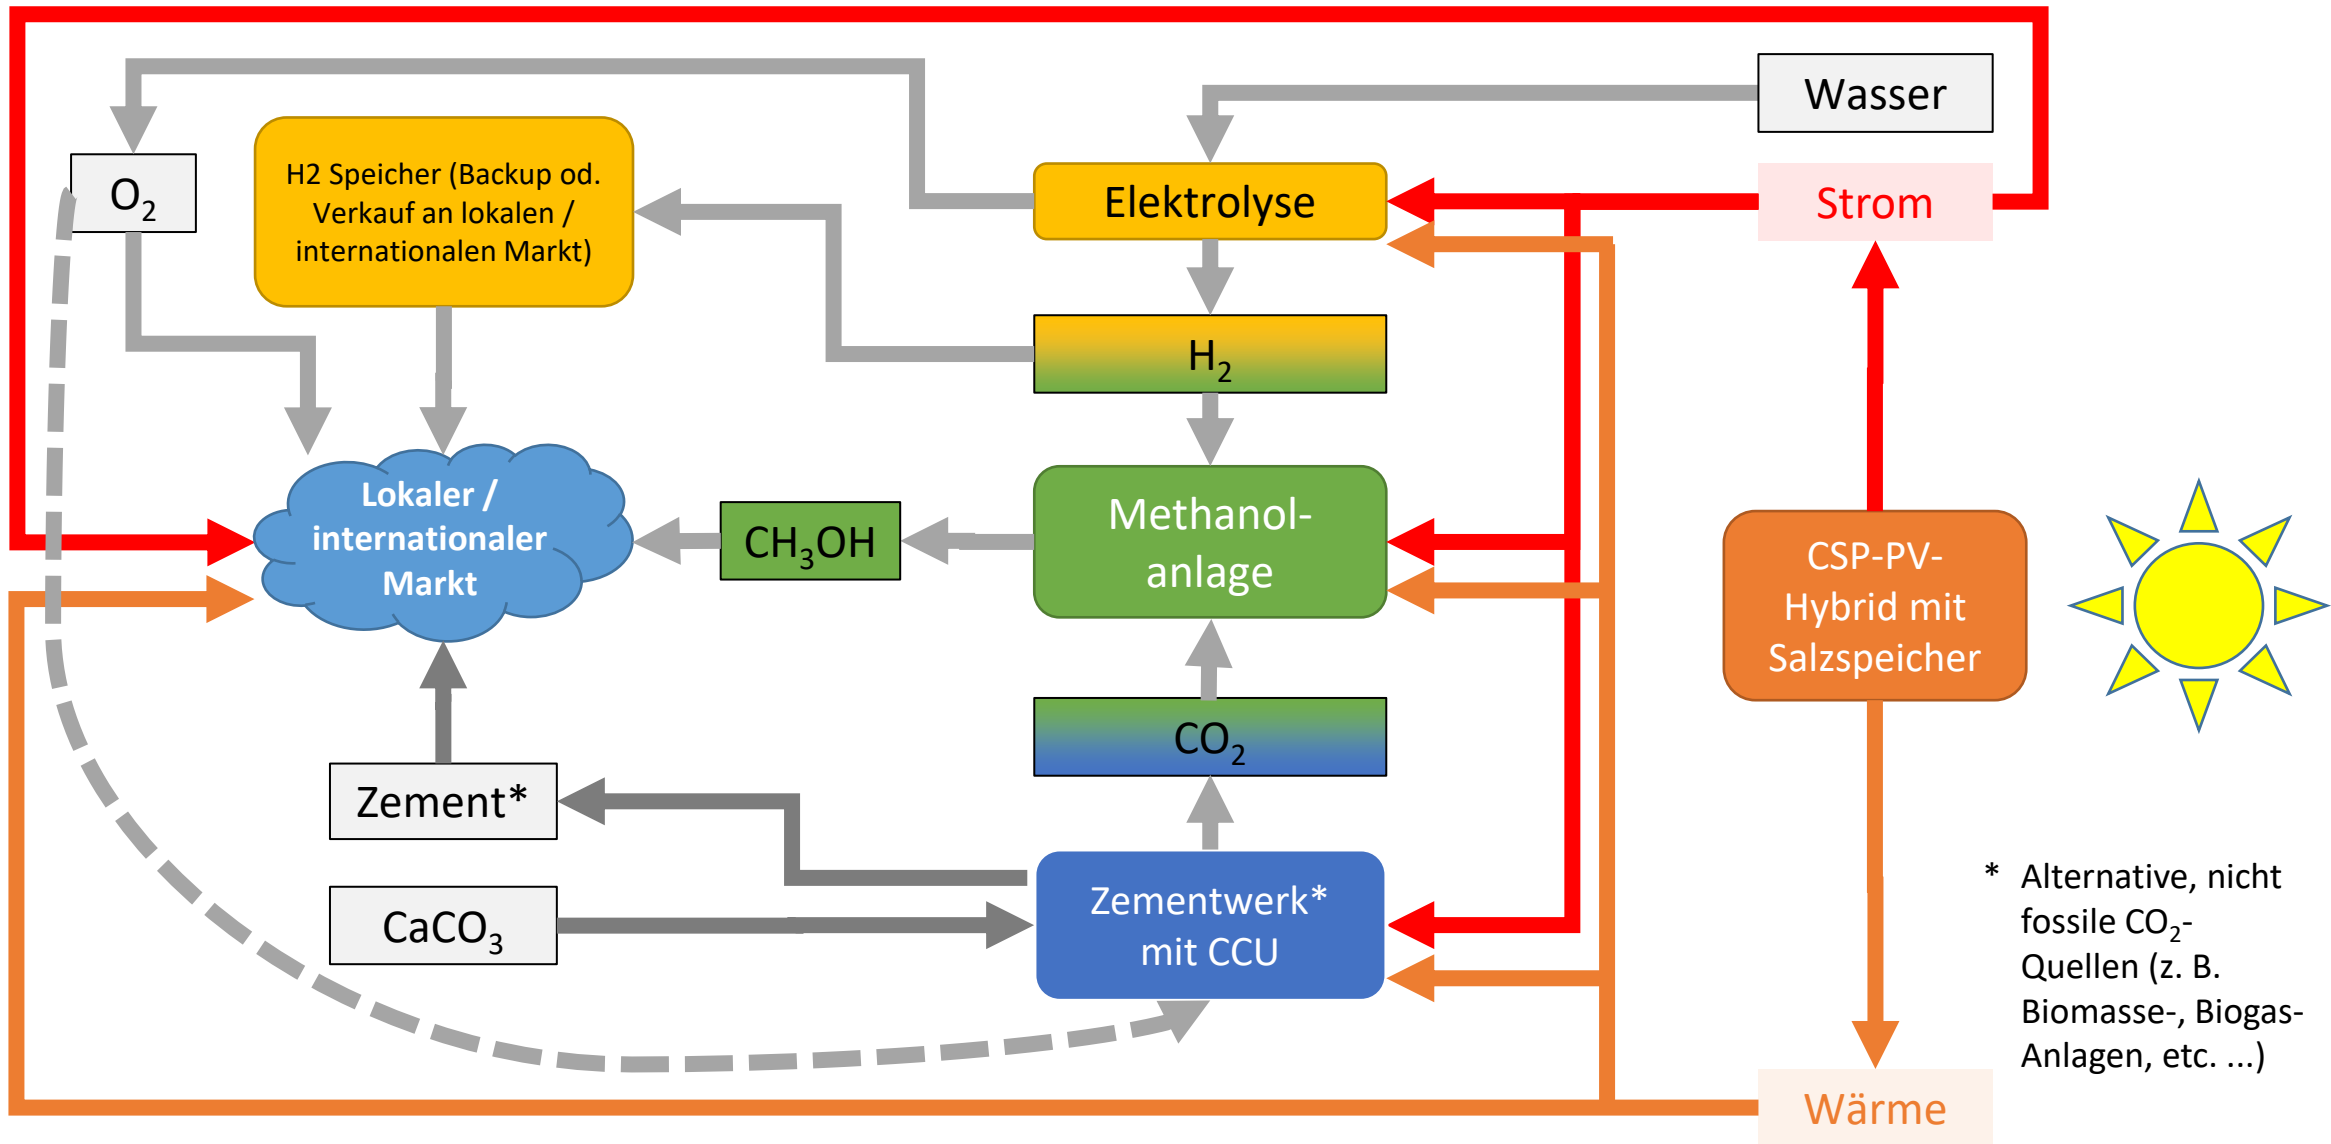 Wasser
O2
H2 Speicher (Backup od.
Verkauf an lokalen /
internationalen Markt)
Elektrolyse
Strom
H2
Lokaler /
internationaler
Markt
CH3OH
Methanol-
anlage
CSP-PV-
Hybrid mit
Salzspeicher
CO2
Zement*
CaCO3
Zementwerk*
mit CCU
* Alternative, nicht
fossile CO2-
Quellen (z. B.
Biomasse-, Biogas-
Anlagen, etc. ...)
Wärme